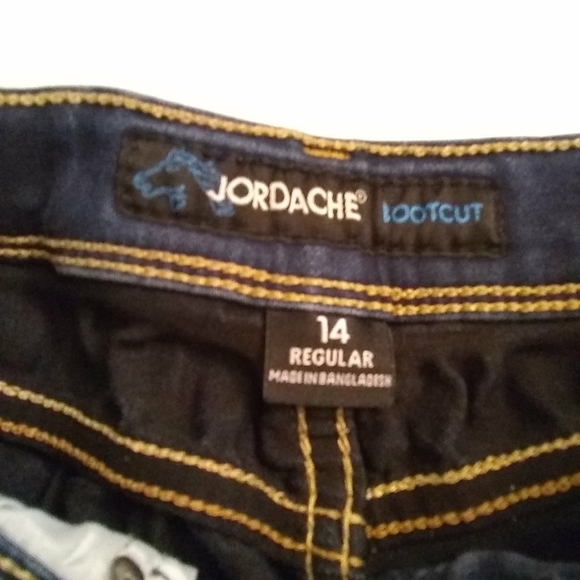 JORDACHE® BOOTCUT
14
REGULAR
MADE IN BANGLADESH